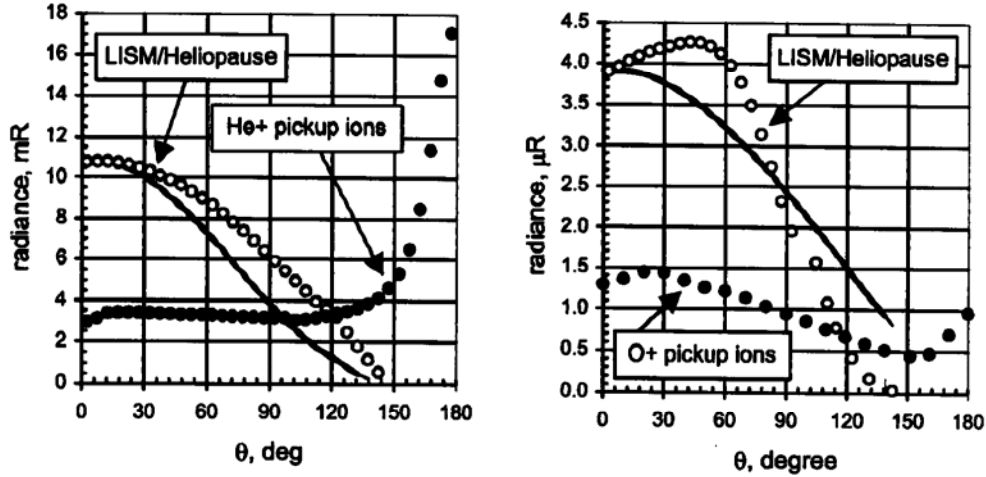 radiance, mR
18
16
14
12
10
8
6
4
2
0
LISM/Heliopause
He+ pickup ions
0 30 60 90 120 150 180
θ, deg
radiance, μR
4.5
4.0
3.5
3.0
2.5
2.0
1.5
1.0
0.5
0.0
LISM/Heliopause
O+ pickup ions
0 30 60 90 120 150 180
θ, degree